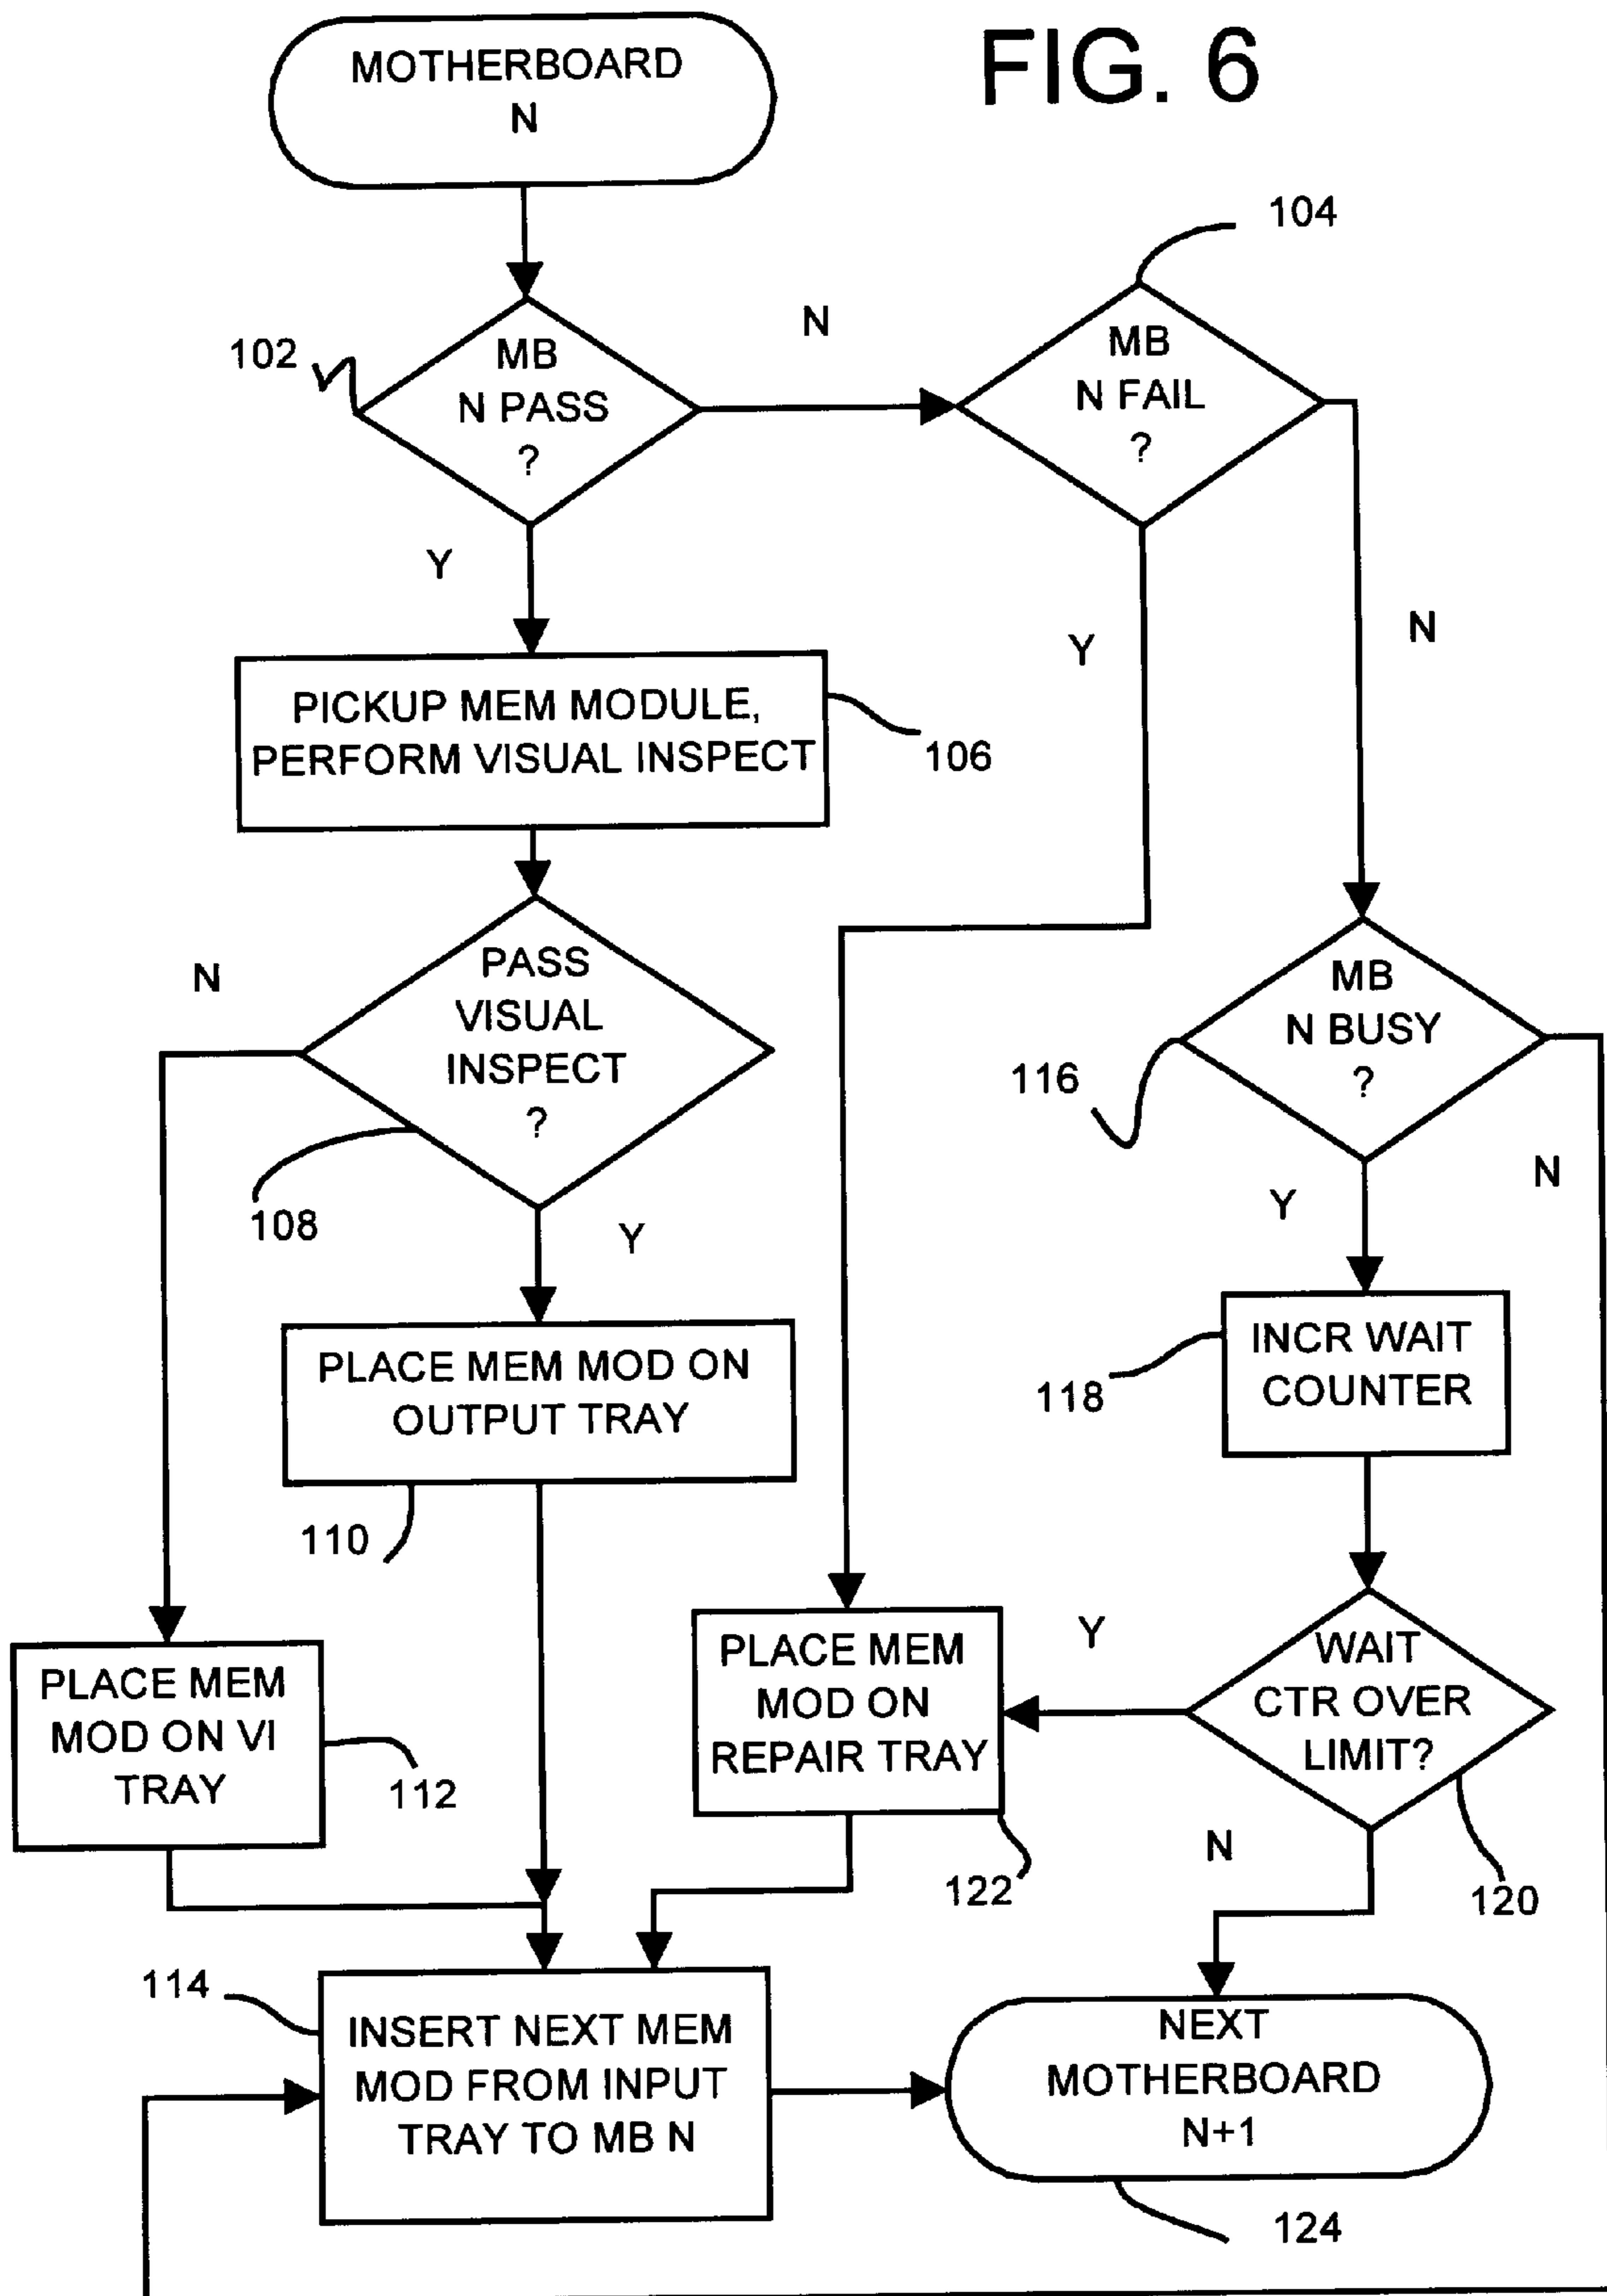 FIG. 6
MOTHERBOARD
N
104
102
MB
N PASS
?
N
MB
N FAIL
?
Y
Y
N
PICKUP MEM MODULE,
PERFORM VISUAL INSPECT
106
N
PASS
VISUAL
INSPECT
?
108
Y
MB
N BUSY
?
116
Y
N
PLACE MEM MOD ON
OUTPUT TRAY
110
INCR WAIT
COUNTER
118
PLACE MEM
MOD ON VI
TRAY
112
PLACE MEM
MOD ON
REPAIR TRAY
122
Y
WAIT
CTR OVER
LIMIT?
N
120
114
INSERT NEXT MEM
MOD FROM INPUT
TRAY TO MB N
NEXT
MOTHERBOARD
N+1
124